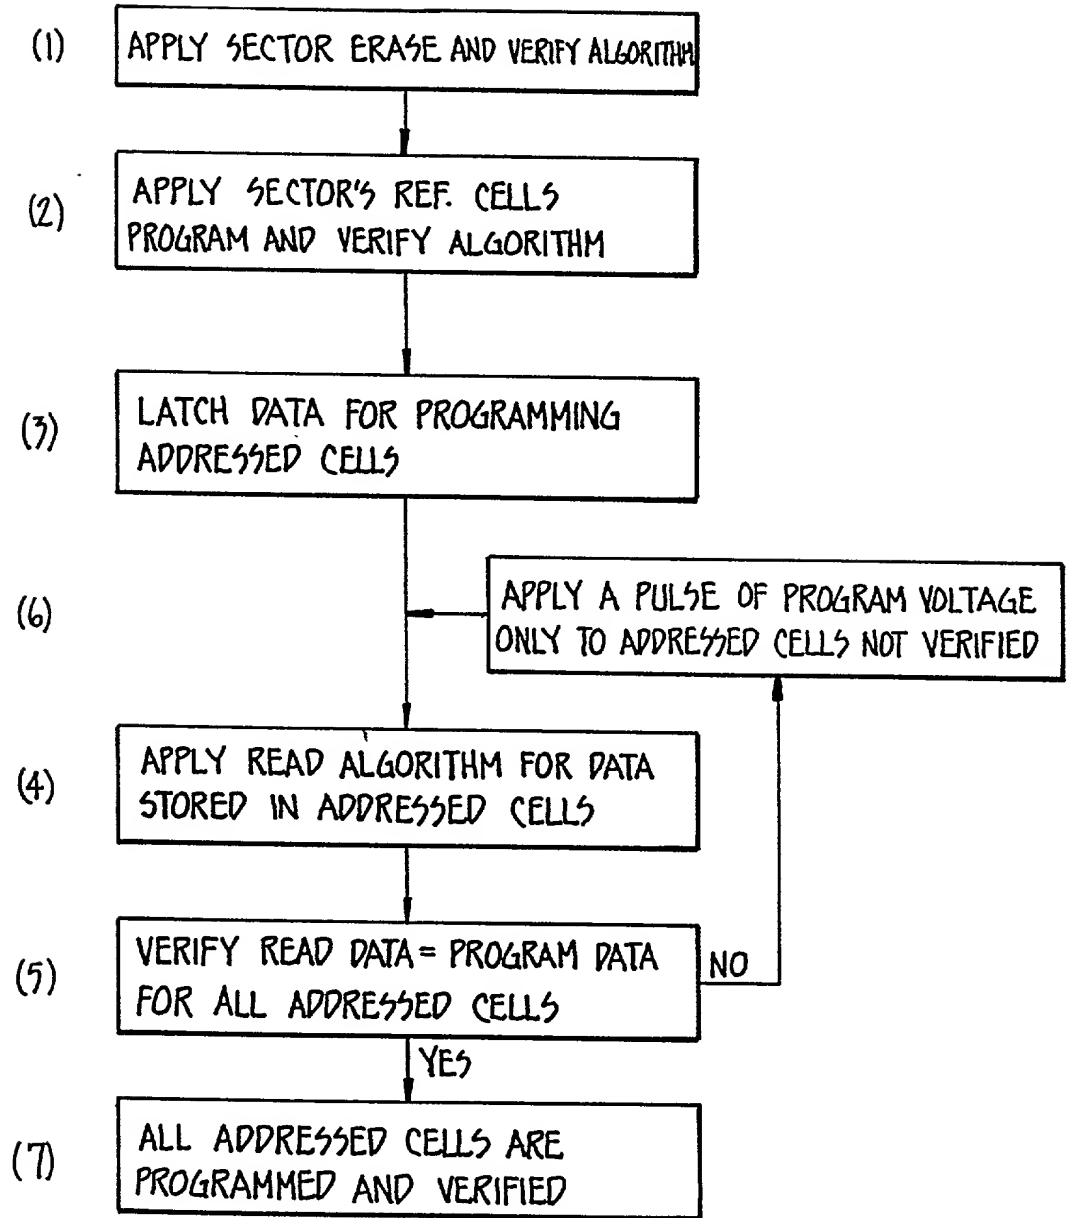 (1) APPLY SECTOR ERASE AND VERIFY ALGORITHM
(2) APPLY SECTOR'S REF. CELLS
PROGRAM AND VERIFY ALGORITHM
(3) LATCH DATA FOR PROGRAMMING
ADDRESSED CELLS
(6) APPLY A PULSE OF PROGRAM VOLTAGE
ONLY TO ADDRESSED CELLS NOT VERIFIED
(4) APPLY READ ALGORITHM FOR DATA
STORED IN ADDRESSED CELLS
(5) VERIFY READ DATA = PROGRAM DATA
FOR ALL ADDRESSED CELLS
NO
YES
(7) ALL ADDRESSED CELLS ARE
PROGRAMMED AND VERIFIED